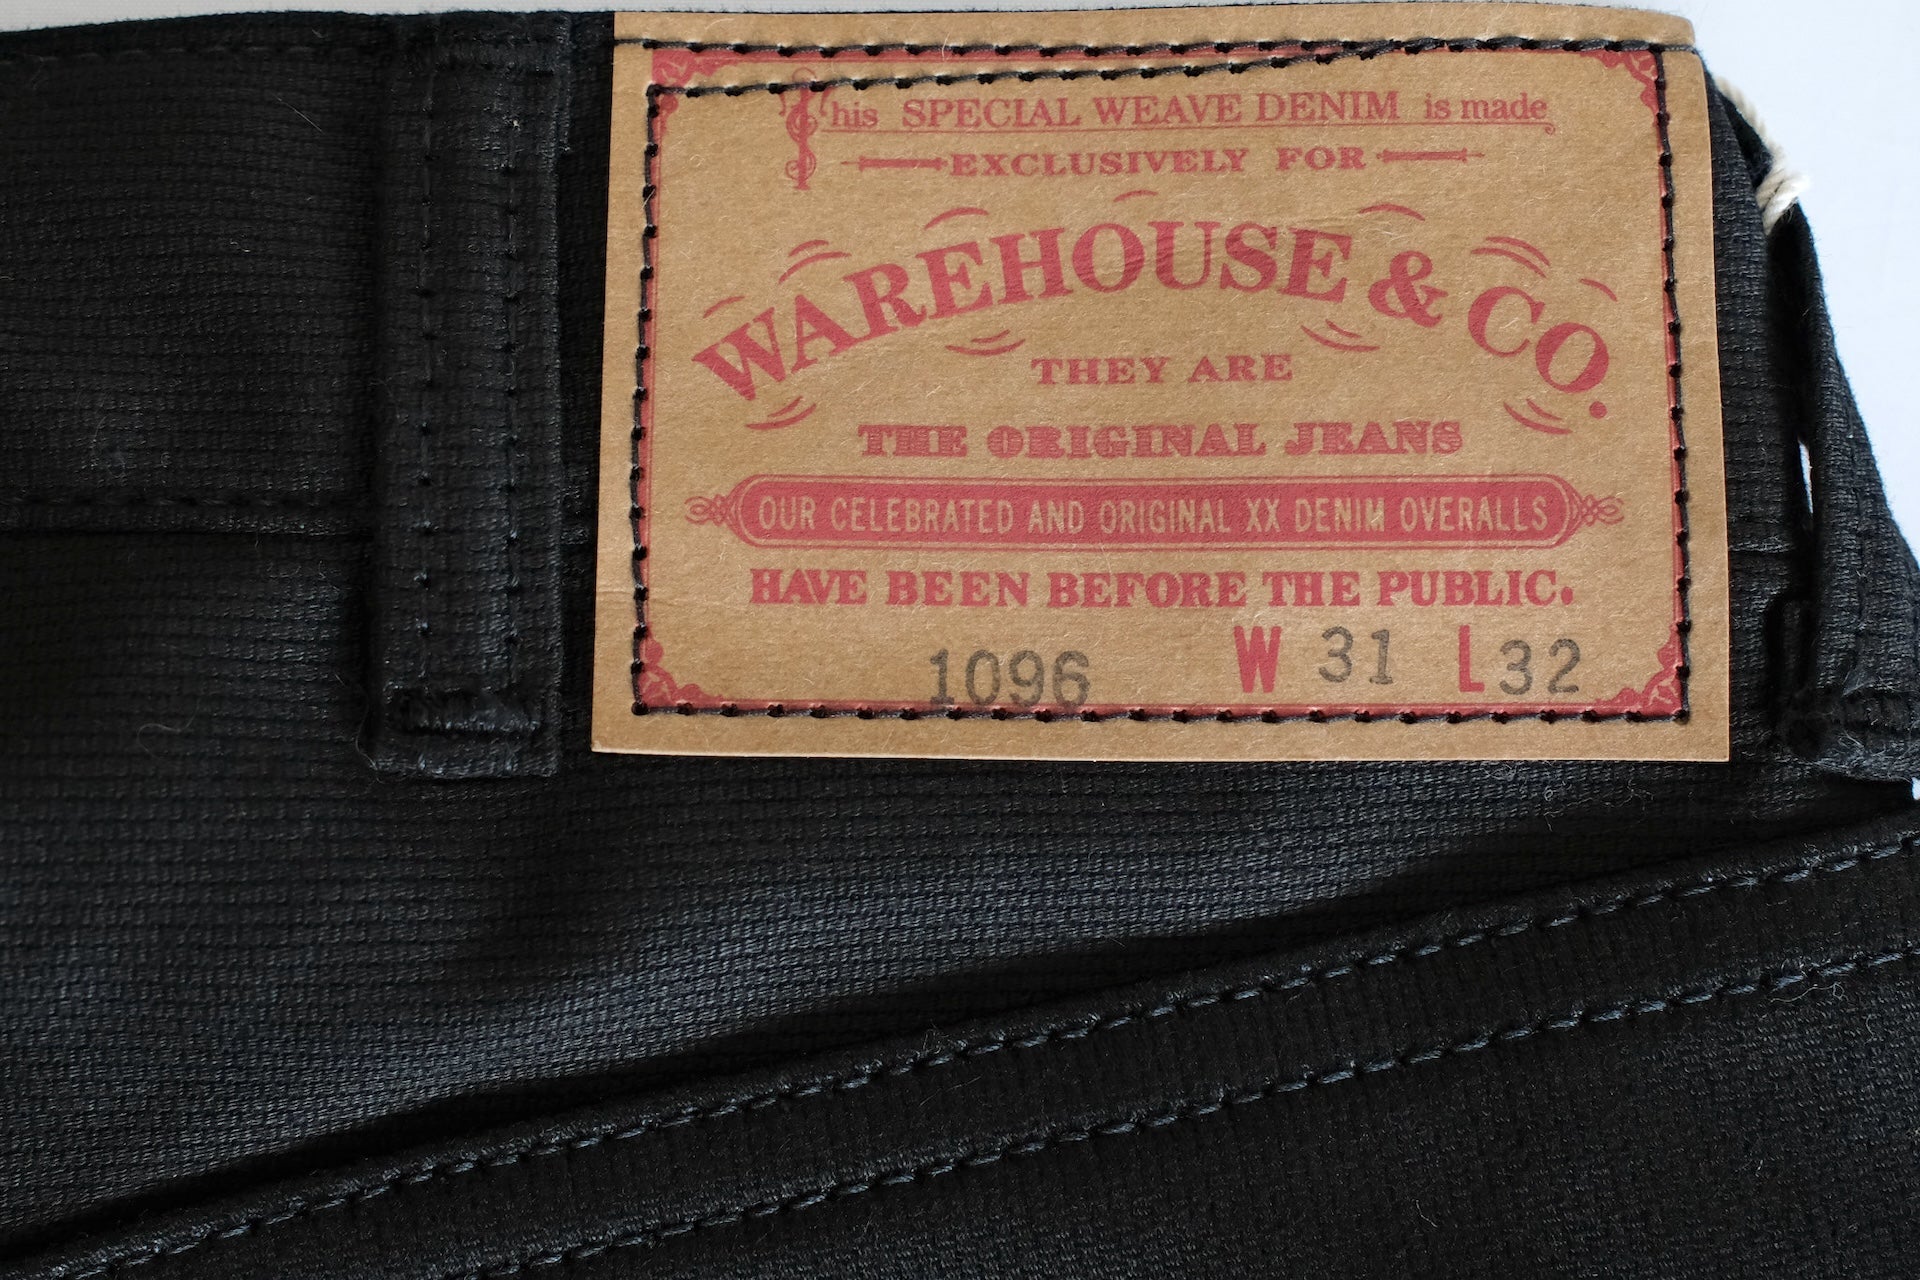 This SPECIAL WEAVE DENIM is made
EXCLUSIVELY FOR
WAREHOUSE & CO.
THEY ARE
THE ORIGINAL JEANS
OUR CELEBRATED AND ORIGINAL XX DENIM OVERALLS
HAVE BEEN BEFORE THE PUBLIC.
1096 W 31 L 32